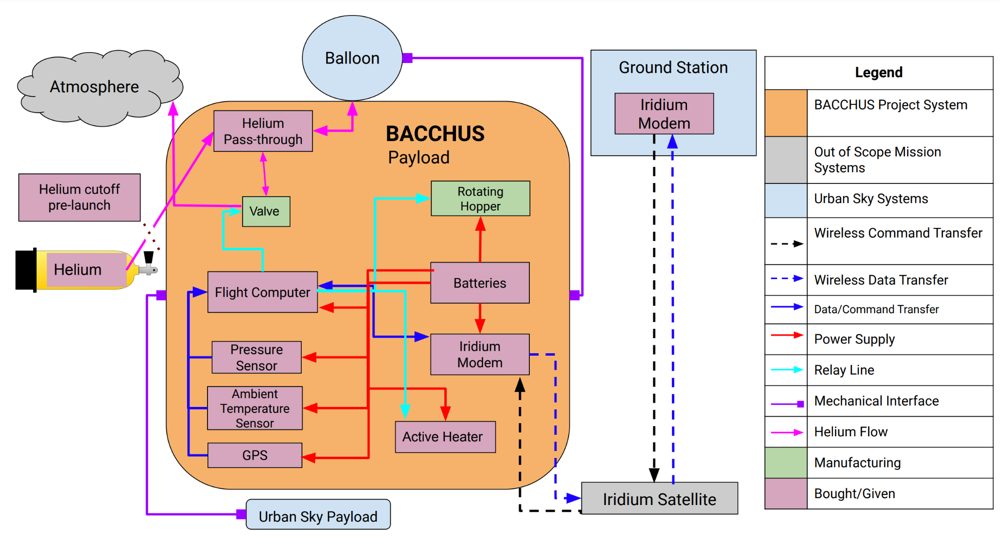 Balloon
Atmosphere
Ground Station
Iridium
Modem
Helium
Pass-through
BACCHUS
Payload
Helium cutoff
pre-launch
Valve
Rotating
Hopper
Helium
Flight Computer
Batteries
Pressure
Sensor
Iridium
Modem
Ambient
Temperature
Sensor
Active Heater
GPS
Iridium Satellite
Urban Sky Payload
Legend
BACCHUS Project System
Out of Scope Mission
Systems
Urban Sky Systems
Wireless Command Transfer
Wireless Data Transfer
Data/Command Transfer
Power Supply
Relay Line
Mechanical Interface
Helium Flow
Manufacturing
Bought/Given